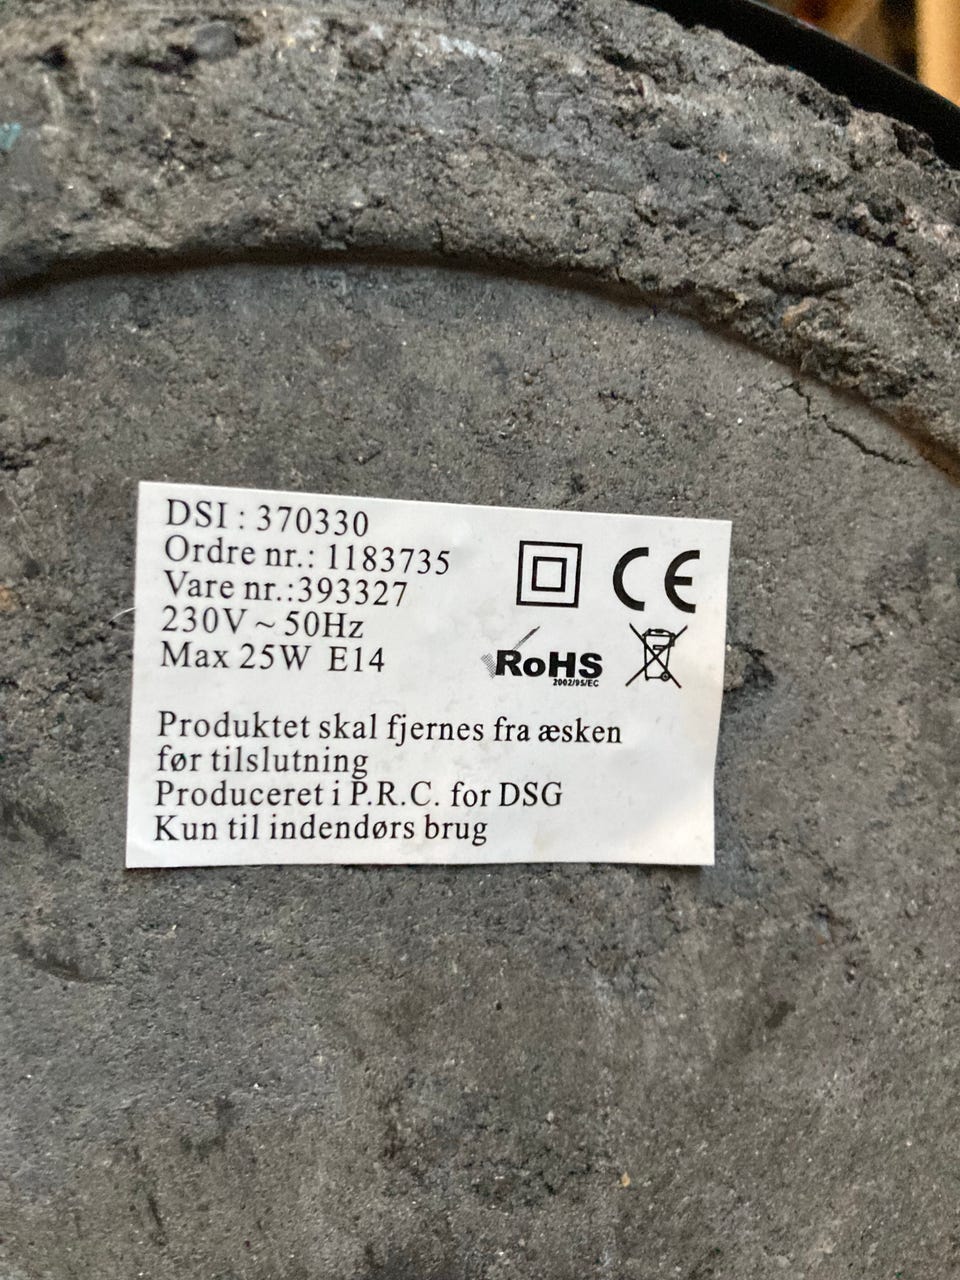 DSI : 370330
Ordre nr.: 1183735
Vare nr.:393327
230V ~ 50Hz
Max 25W E14
CE
RoHS
2002/95/EC
Produktet skal fjernes fra æsken
før tilslutning
Produceret i P.R.C. for DSG
Kun til indendørs brug